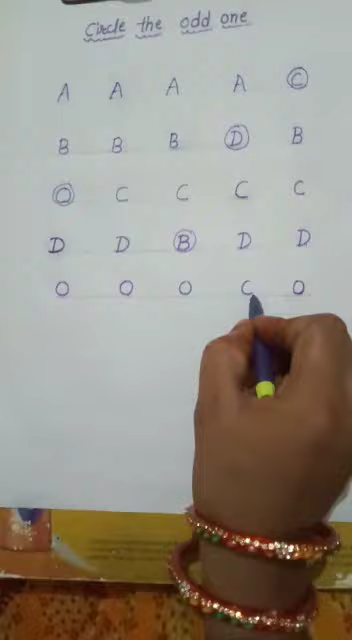 Circle the odd one
A A A A C
B B B D B
O C C C C
D D B D D
O O O C O